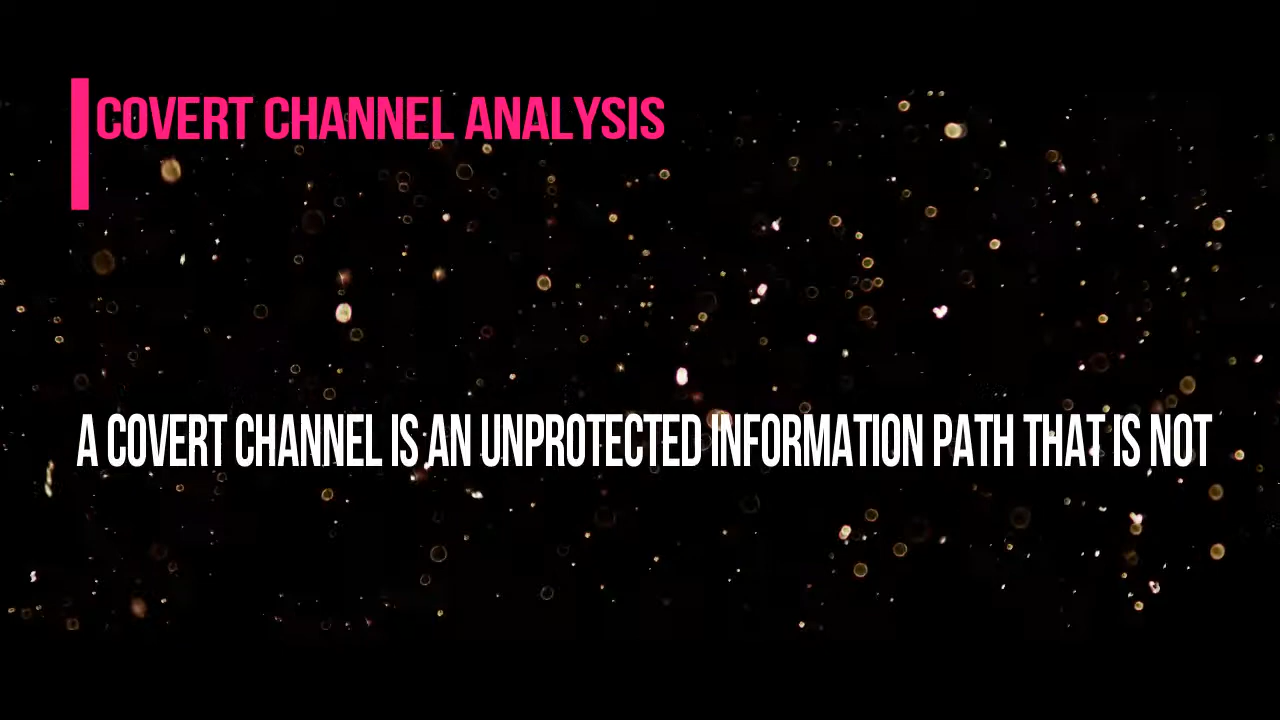 COVERT CHANNEL ANALYSIS
A COVERT CHANNEL IS AN UNPROTECTED INFORMATION PATH THAT IS NOT